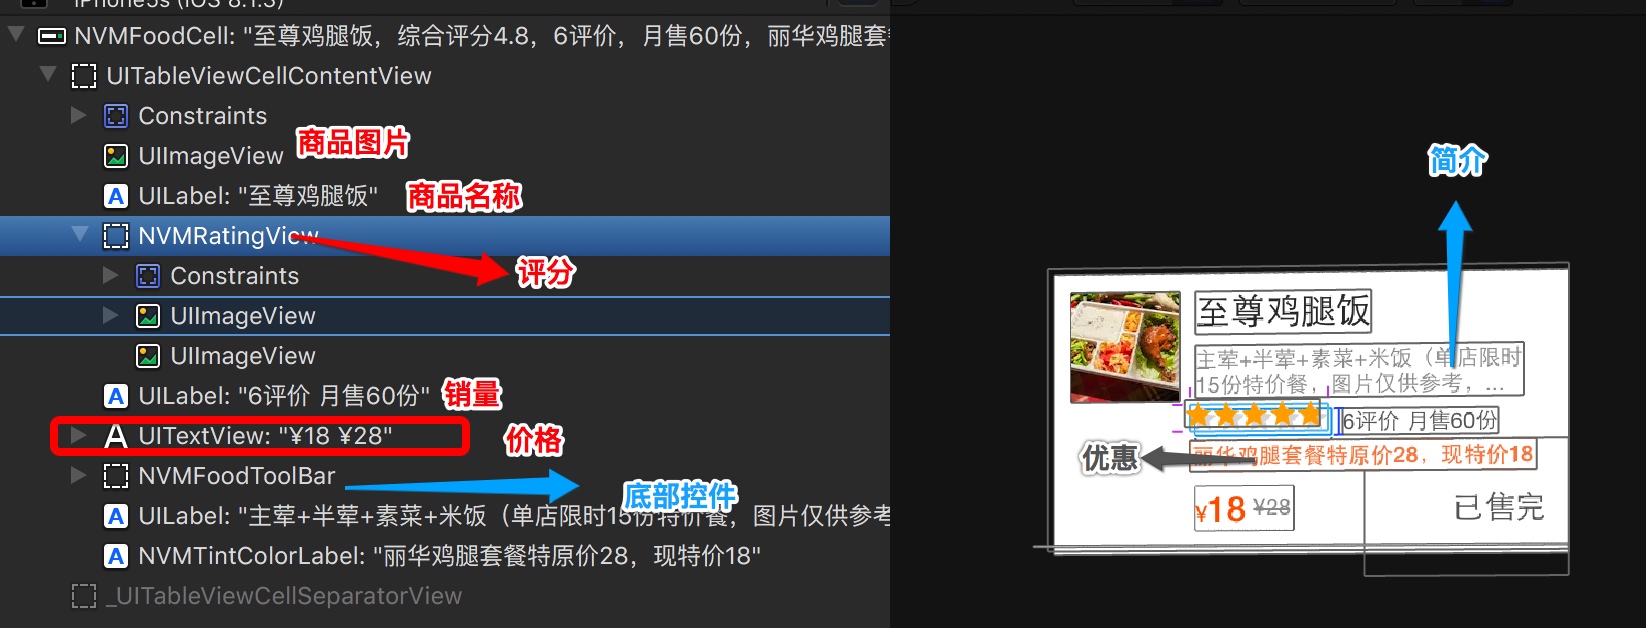 iPhone5s (iOS 8.1.3)
NVMFoodCell: "至尊鸡腿饭，综合评分4.8，6评价，月售60份，丽华鸡腿套
UITableViewCellContentView
Constraints
UIImageView 商品图片
UILabel: "至尊鸡腿饭" 商品名称
NVMRatingView
Constraints 评分
UIImageView
UIImageView
UILabel: "6评价 月售60份" 销量
UITextView: "¥18 ¥28" 价格
NVMFoodToolBar
底部控件
UILabel: "主荤+半荤+素菜+米饭（单店限时15份特价餐，图片仅供参考
NVMTintColorLabel: "丽华鸡腿套餐特原价28，现特价18"
_UITableViewCellSeparatorView
简介
至尊鸡腿饭
主荤+半荤+素菜+米饭（单店限时
15份特价餐，图片仅供参考，...
6评价 月售60份
优惠
丽华鸡腿套餐特原价28，现特价18
¥18 ¥28
已售完